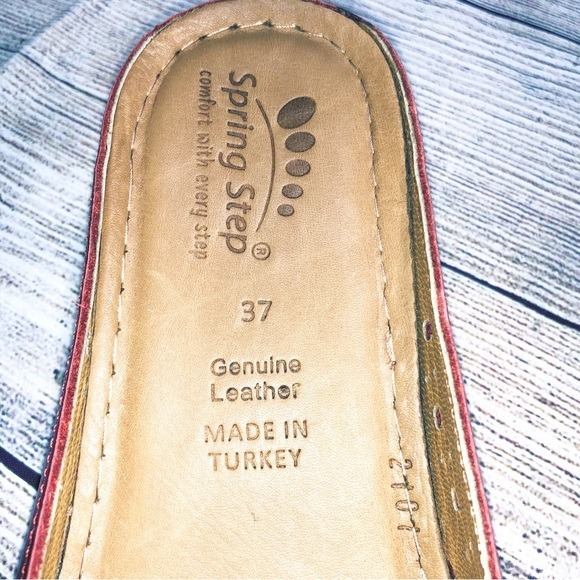 Spring Step®
comfort with every step
37
Genuine
Leather
MADE IN
TURKEY